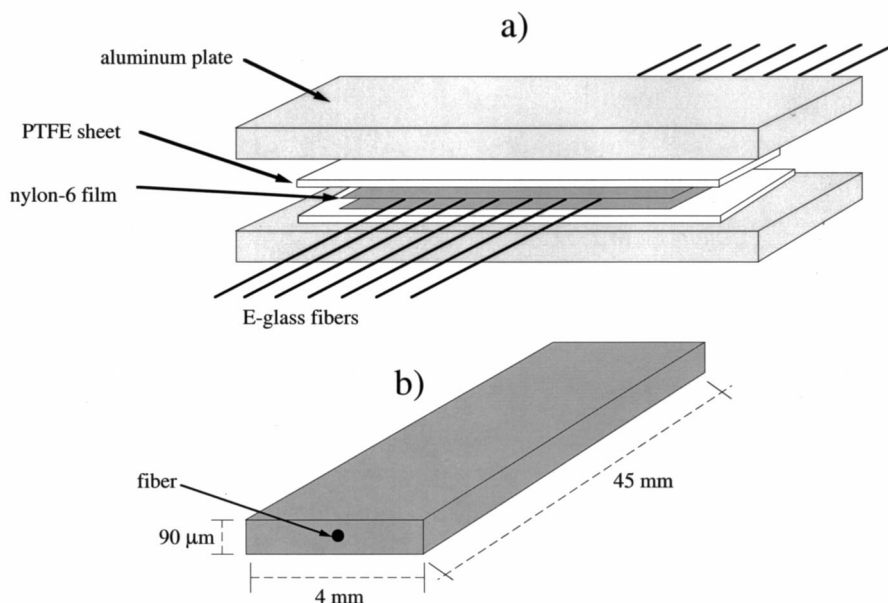 a)
aluminum plate
PTFE sheet
nylon-6 film
E-glass fibers
b)
fiber
45 mm
90 μm
4 mm